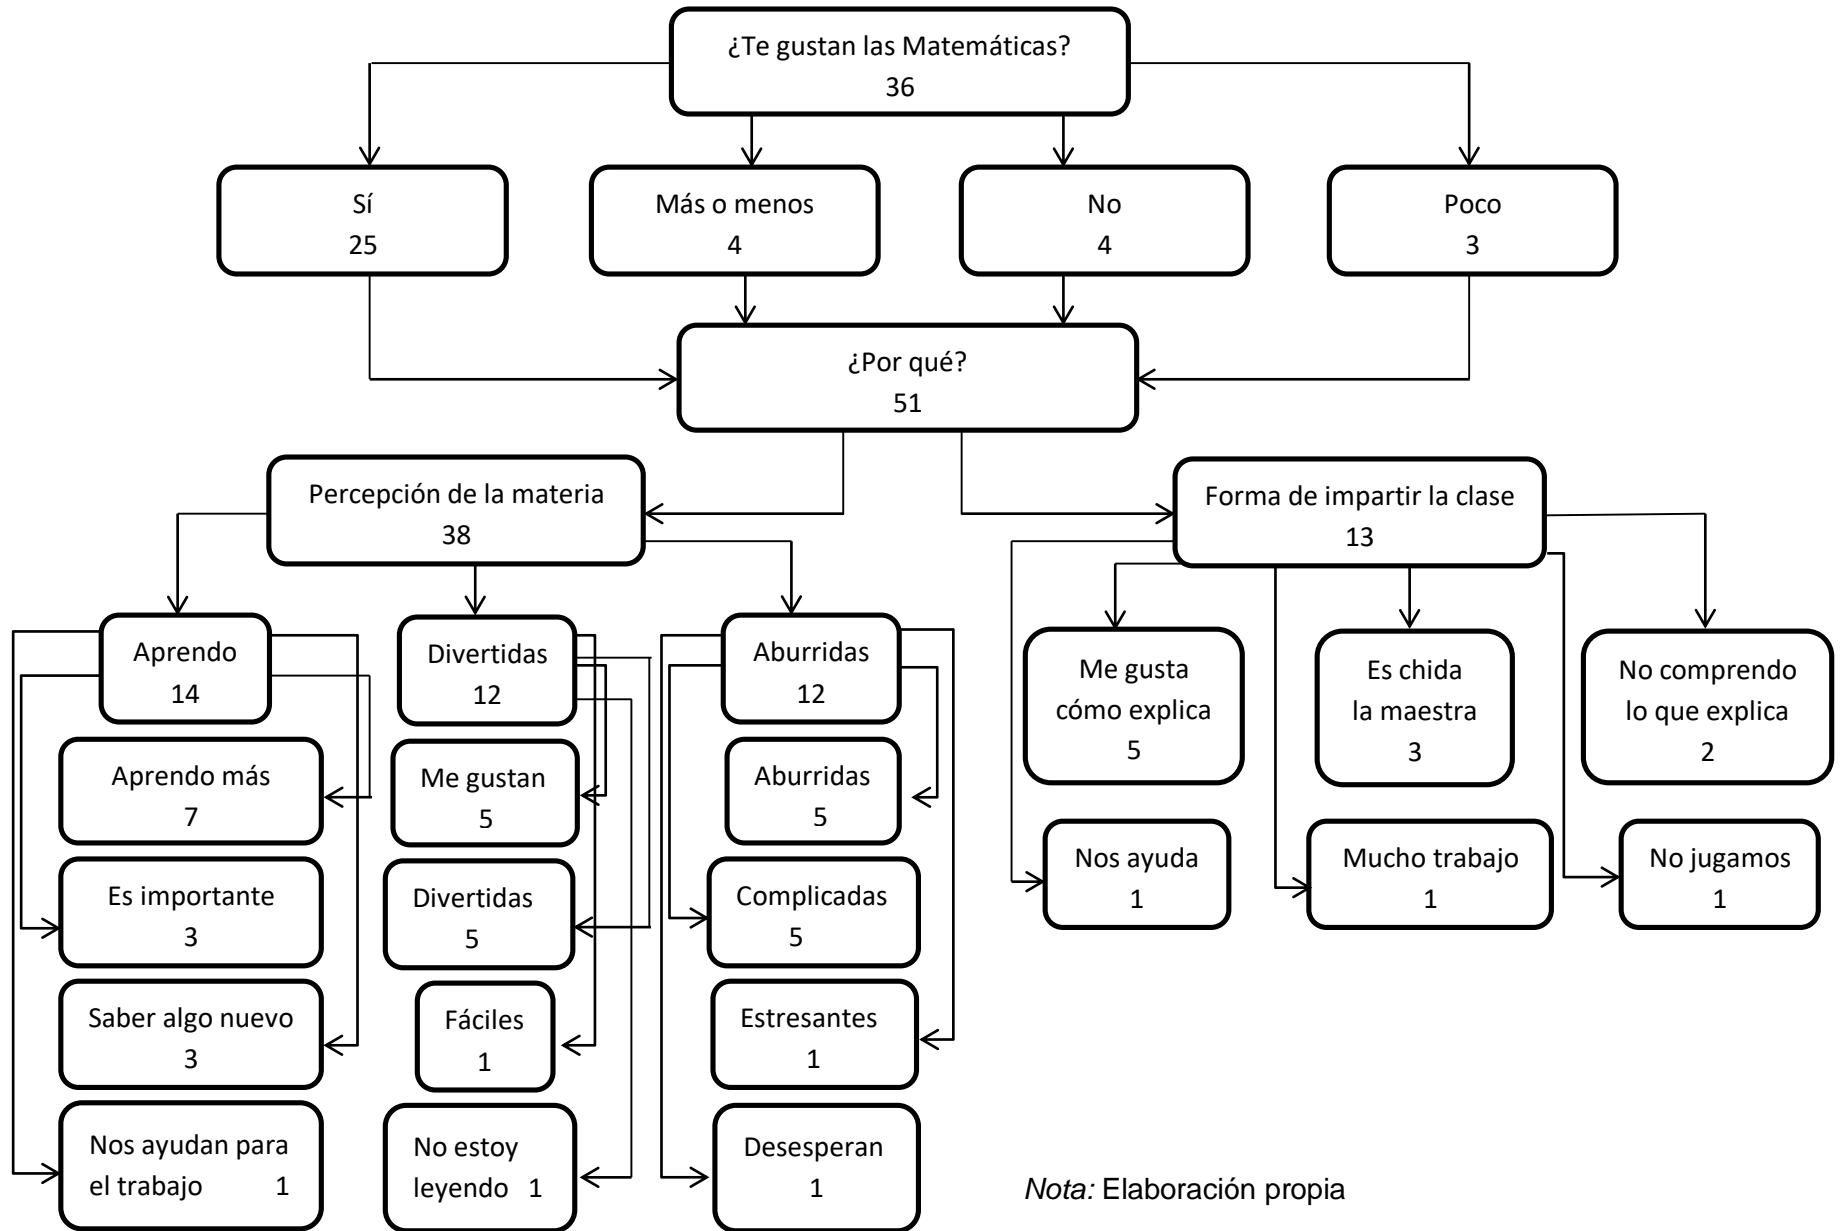 ¿Te gustan las Matemáticas?
36
Sí
25
Más o menos
4
No
4
Poco
3
¿Por qué?
51
Percepción de la materia
38
Forma de impartir la clase
13
Aprendo
14
Divertidas
12
Aburridas
12
Me gusta
cómo explica
5
Es chida
la maestra
3
No comprendo
lo que explica
2
Aprendo más
7
Me gustan
5
Aburridas
5
Nos ayuda
1
Mucho trabajo
1
No jugamos
1
Es importante
3
Divertidas
5
Complicadas
5
Saber algo nuevo
3
Fáciles
1
Estresantes
1
Nos ayudan para
el trabajo 1
No estoy
leyendo 1
Desesperan
1
Nota: Elaboración propia